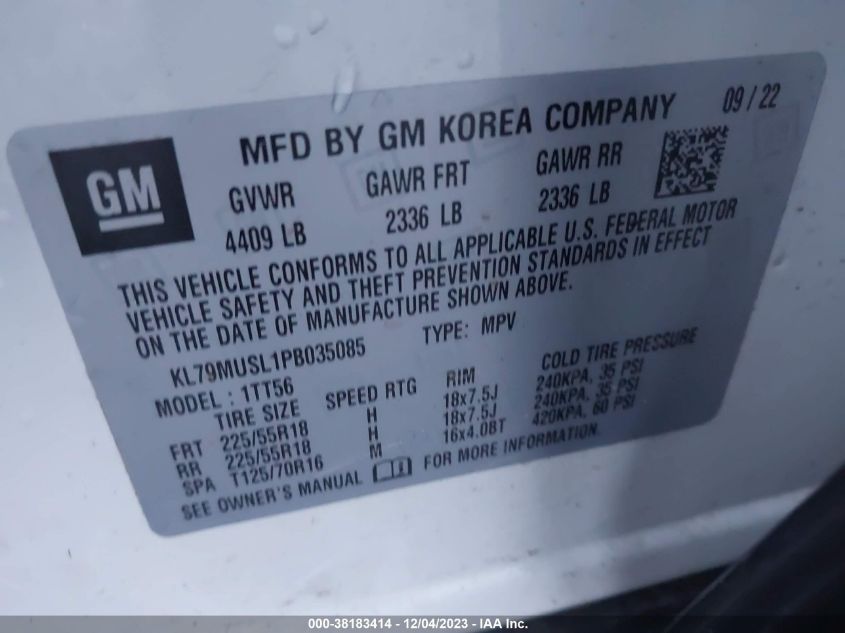 MFD BY GM KOREA COMPANY 09 / 22
GM
GVWR GAWR FRT GAWR RR
4409 LB 2336 LB 2336 LB
THIS VEHICLE CONFORMS TO ALL APPLICABLE U.S. FEDERAL MOTOR
VEHICLE SAFETY AND THEFT PREVENTION STANDARDS IN EFFECT
ON THE DATE OF MANUFACTURE SHOWN ABOVE.
KL79MUSL1PB035085 TYPE: MPV
MODEL : 1TT56
TIRE SIZE SPEED RTG RIM COLD TIRE PRESSURE
FRT 225/55R18 H 18x7.5J 240KPA, 35 PSI
RR 225/55R18 H 18x7.5J 240KPA, 35 PSI
SPA T125/70R16 M 16x4.0BT 420KPA, 60 PSI
SEE OWNER'S MANUAL FOR MORE INFORMATION.
000-38183414 - 12/04/2023 - IAA Inc.